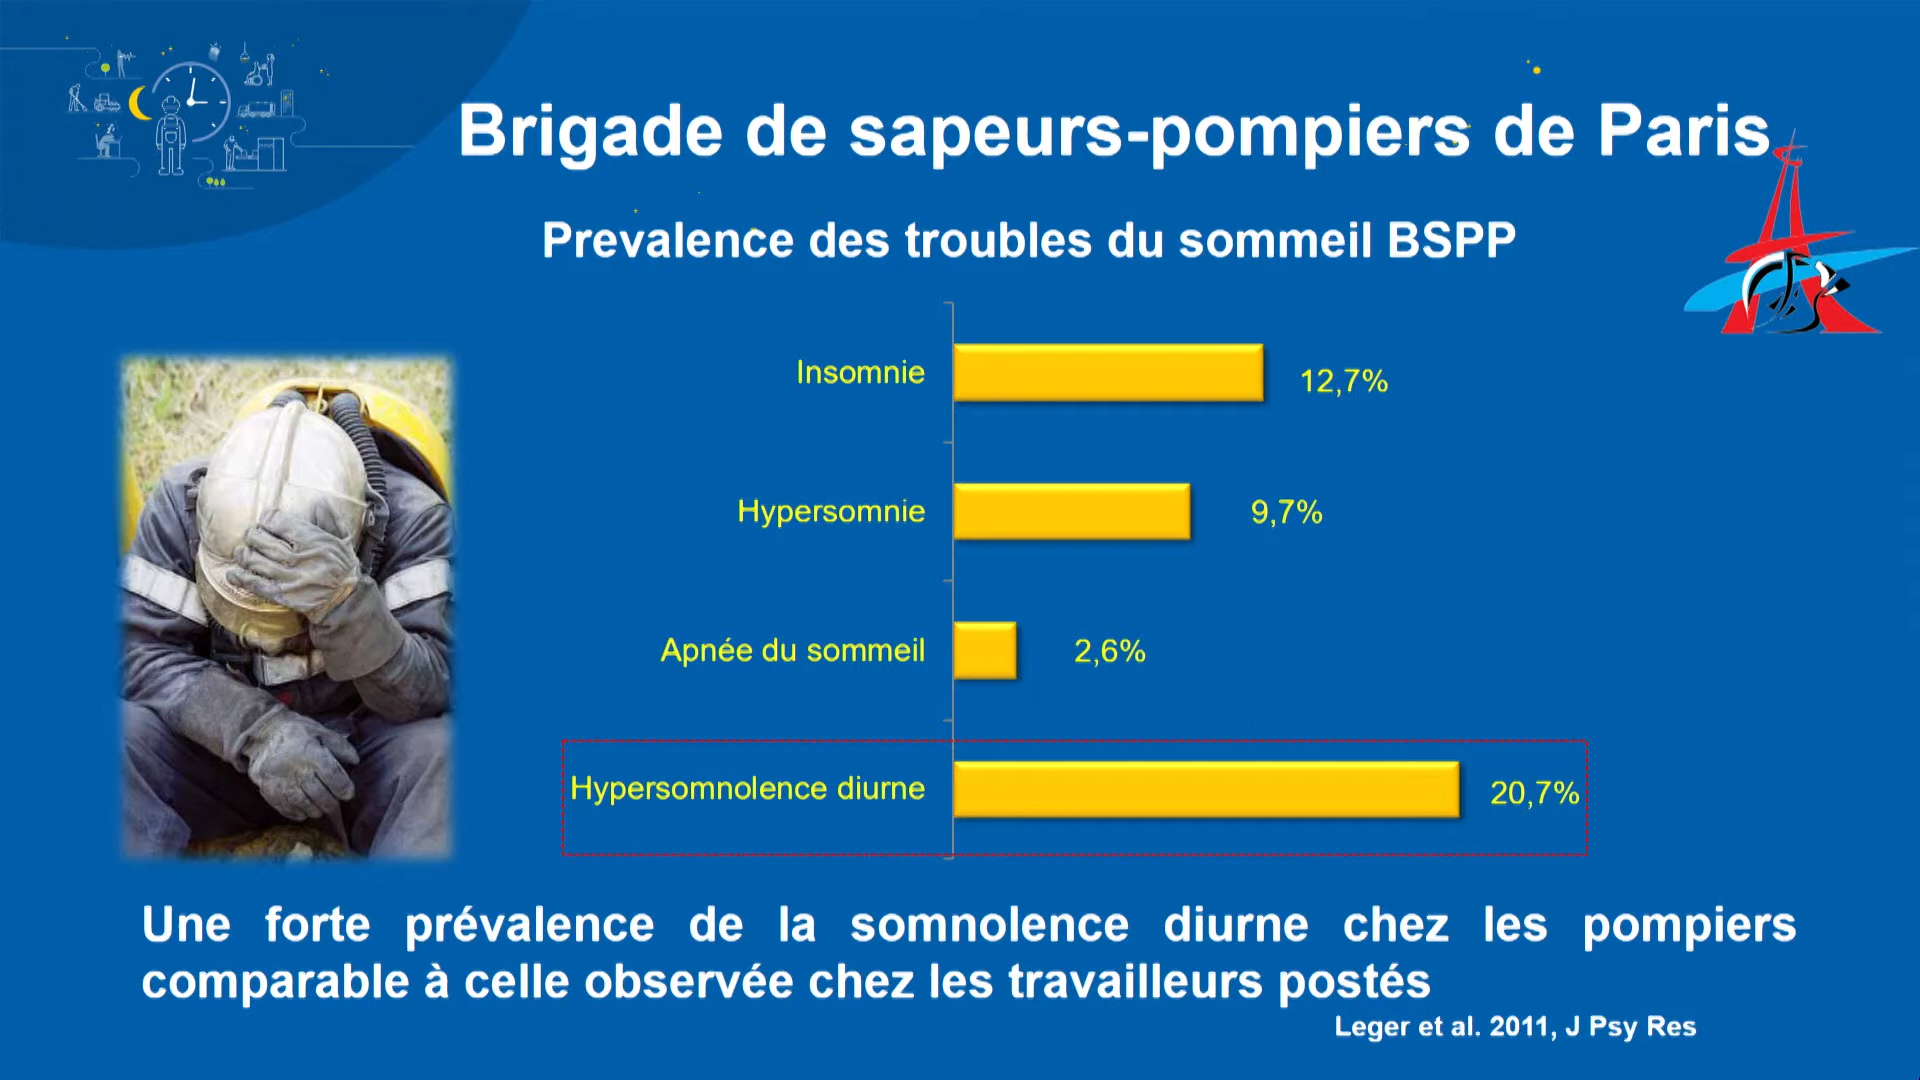 Brigade de sapeurs-pompiers de Paris
Prevalence des troubles du sommeil BSPP
Insomnie 12,7%
Hypersomnie 9,7%
Apnée du sommeil 2,6%
Hypersomnolence diurne 20,7%
Une forte prévalence de la somnolence diurne chez les pompiers
comparable à celle observée chez les travailleurs postés
Leger et al. 2011, J Psy Res